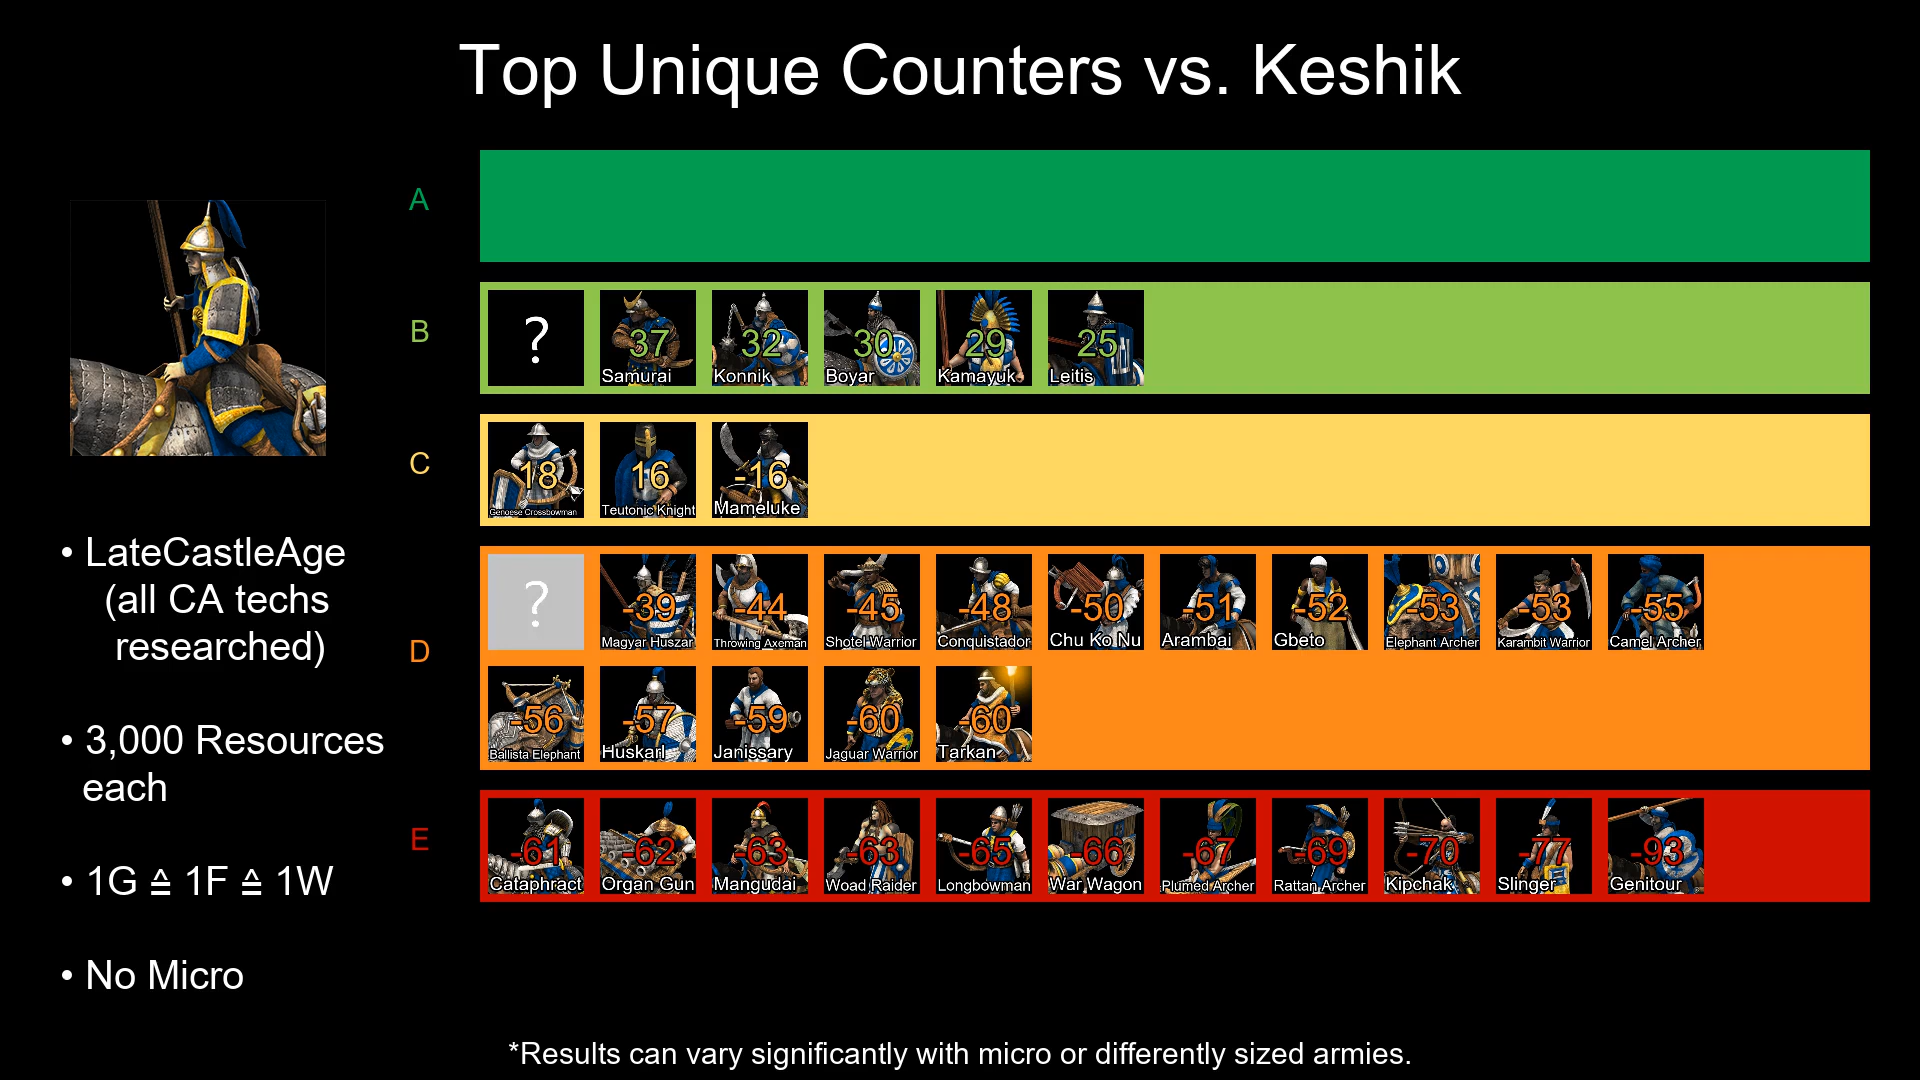 Top Unique Counters vs. Keshik
A
B
?
37
Samurai
32
Konnik
30
Boyar
29
Kamayuk
25
Leitis
C
18
Genoese Crossbowman
16
Teutonic Knight
-16
Mameluke
• LateCastleAge
(all CA techs
researched)
• 3,000 Resources
each
• 1G ≙ 1F ≙ 1W
• No Micro
D
?
-39
Magyar Huszar
-44
Throwing Axeman
-45
Shotel Warrior
-48
Conquistador
-50
Chu Ko Nu
-51
Arambai
-52
Gbeto
-53
Elephant Archer
-53
Karambit Warrior
-55
Camel Archer
-56
Ballista Elephant
-57
Huskarl
-59
Janissary
-60
Jaguar Warrior
-60
Tarkan
E
-61
Cataphract
-62
Organ Gun
-63
Mangudai
-63
Woad Raider
-65
Longbowman
-66
War Wagon
-67
Plumed Archer
-69
Rattan Archer
-70
Kipchak
-77
Slinger
-93
Genitour
*Results can vary significantly with micro or differently sized armies.